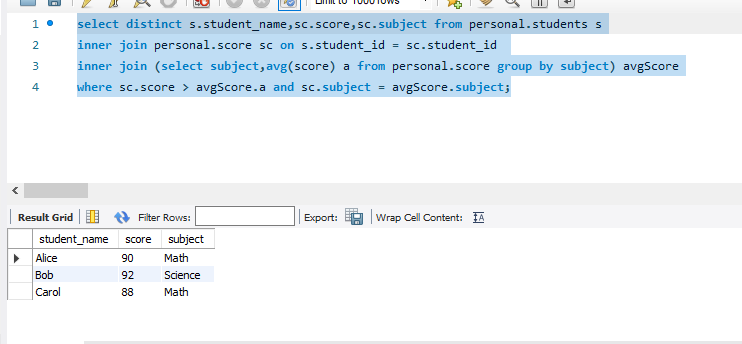 Limit to 1000 rows
1 select distinct s.student_name,sc.score,sc.subject from personal.students s
2 inner join personal.score sc on s.student_id = sc.student_id
3 inner join (select subject,avg(score) a from personal.score group by subject) avgScore
4 where sc.score > avgScore.a and sc.subject = avgScore.subject;
Result Grid Filter Rows: Export: Wrap Cell Content:
student_name score subject
Alice 90 Math
Bob 92 Science
Carol 88 Math